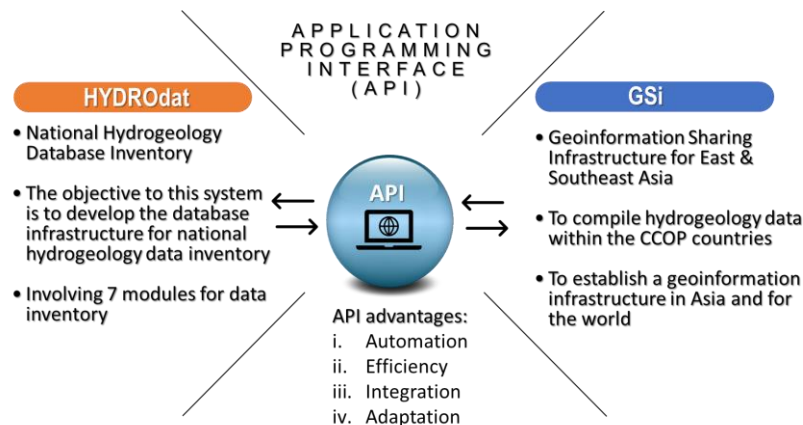 APPLICATION
PROGRAMMING
INTERFACE
(API)
HYDROdat
• National Hydrogeology
Database Inventory
• The objective to this system
is to develop the database
infrastructure for national
hydrogeology data inventory
• Involving 7 modules for data
inventory
API
API advantages:
i. Automation
ii. Efficiency
iii. Integration
iv. Adaptation
GSi
• Geoinformation Sharing
Infrastructure for East &
Southeast Asia
• To compile hydrogeology data
within the CCOP countries
• To establish a geoinformation
infrastructure in Asia and for
the world